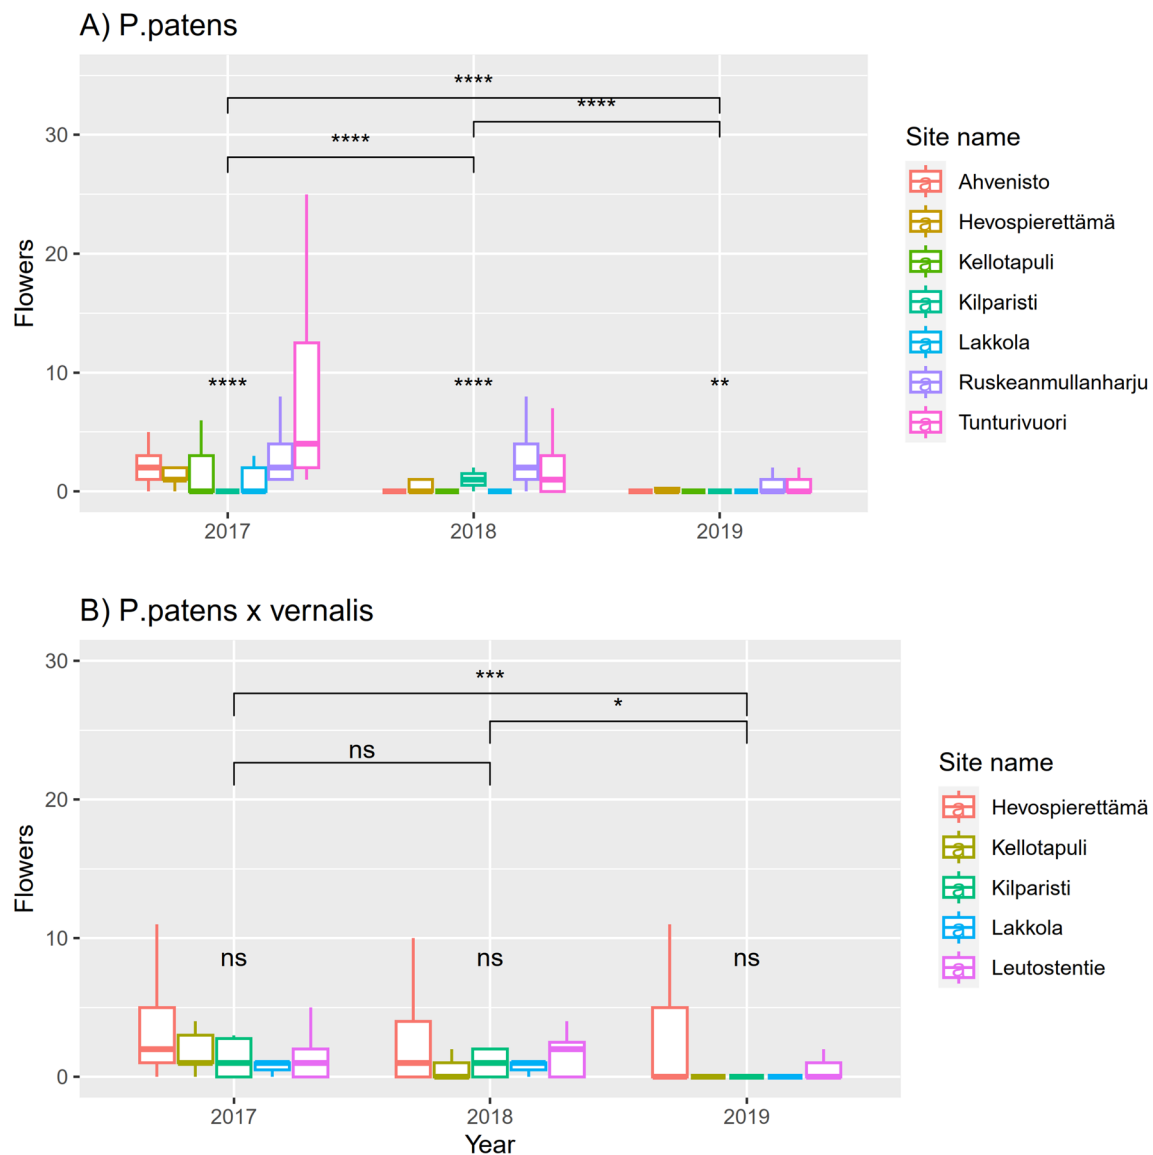 A) P.patens
****
****
****
30
20
10
0
Flowers
****
****
**
2017
2018
2019
Site name
a Ahvenisto
a Hevospierettämä
a Kellotapuli
a Kilparisti
a Lakkola
a Ruskeanmullanharju
a Tunturivuori
B) P.patens x vernalis
***
*
ns
30
20
10
0
Flowers
ns
ns
ns
2017
2018
2019
Year
Site name
a Hevospierettämä
a Kellotapuli
a Kilparisti
a Lakkola
a Leutostentie